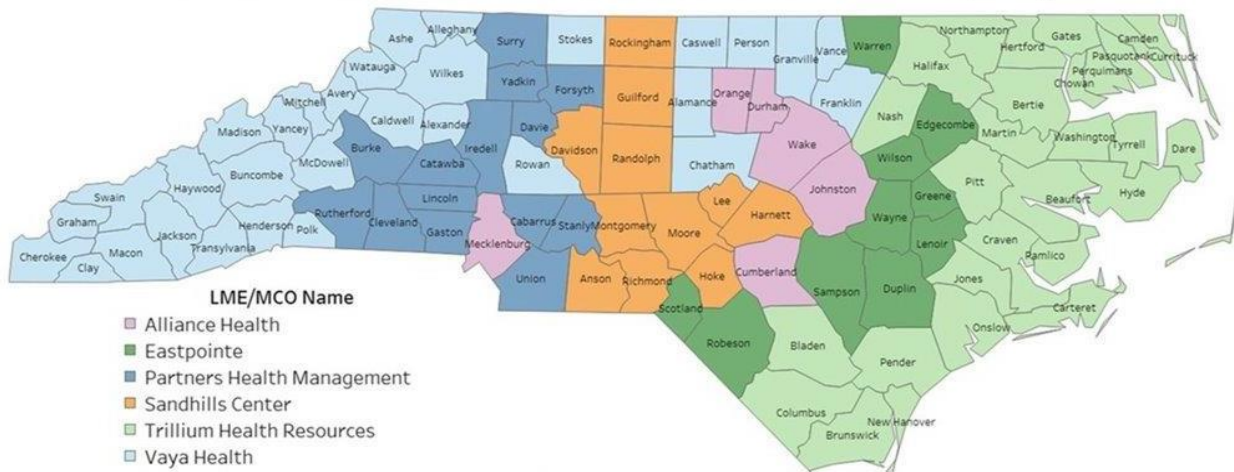 Ashe
Alleghany
Surry
Stokes
Rockingham
Caswell
Person
Granville
Vance
Warren
Northampton
Hertford
Gates
Camden
Pasquotank
Currituck
Perquimans
Chowan
Watauga
Wilkes
Yadkin
Forsyth
Guilford
Alamance
Orange
Durham
Franklin
Halifax
Nash
Bertie
Mitchell
Avery
Caldwell
Alexander
Davie
Iredell
Davidson
Randolph
Wake
Edgecombe
Martin
Washington
Tyrrell
Dare
Madison
Yancey
McDowell
Burke
Catawba
Rowan
Chatham
Wilson
Pitt
Beaufort
Hyde
Swain
Haywood
Buncombe
Lincoln
Johnston
Greene
Graham
Jackson
Henderson
Polk
Rutherford
Cleveland
Gaston
Cabarrus
Stanly
Montgomery
Moore
Lee
Harnett
Wayne
Lenoir
Craven
Pamlico
Cherokee
Clay
Macon
Transylvania
Mecklenburg
Union
Anson
Richmond
Hoke
Cumberland
Sampson
Duplin
Jones
Carteret
Onslow
Scotland
Robeson
Bladen
Pender
Columbus
Brunswick
New Hanover
LME/MCO Name
Alliance Health
Eastpointe
Partners Health Management
Sandhills Center
Trillium Health Resources
Vaya Health